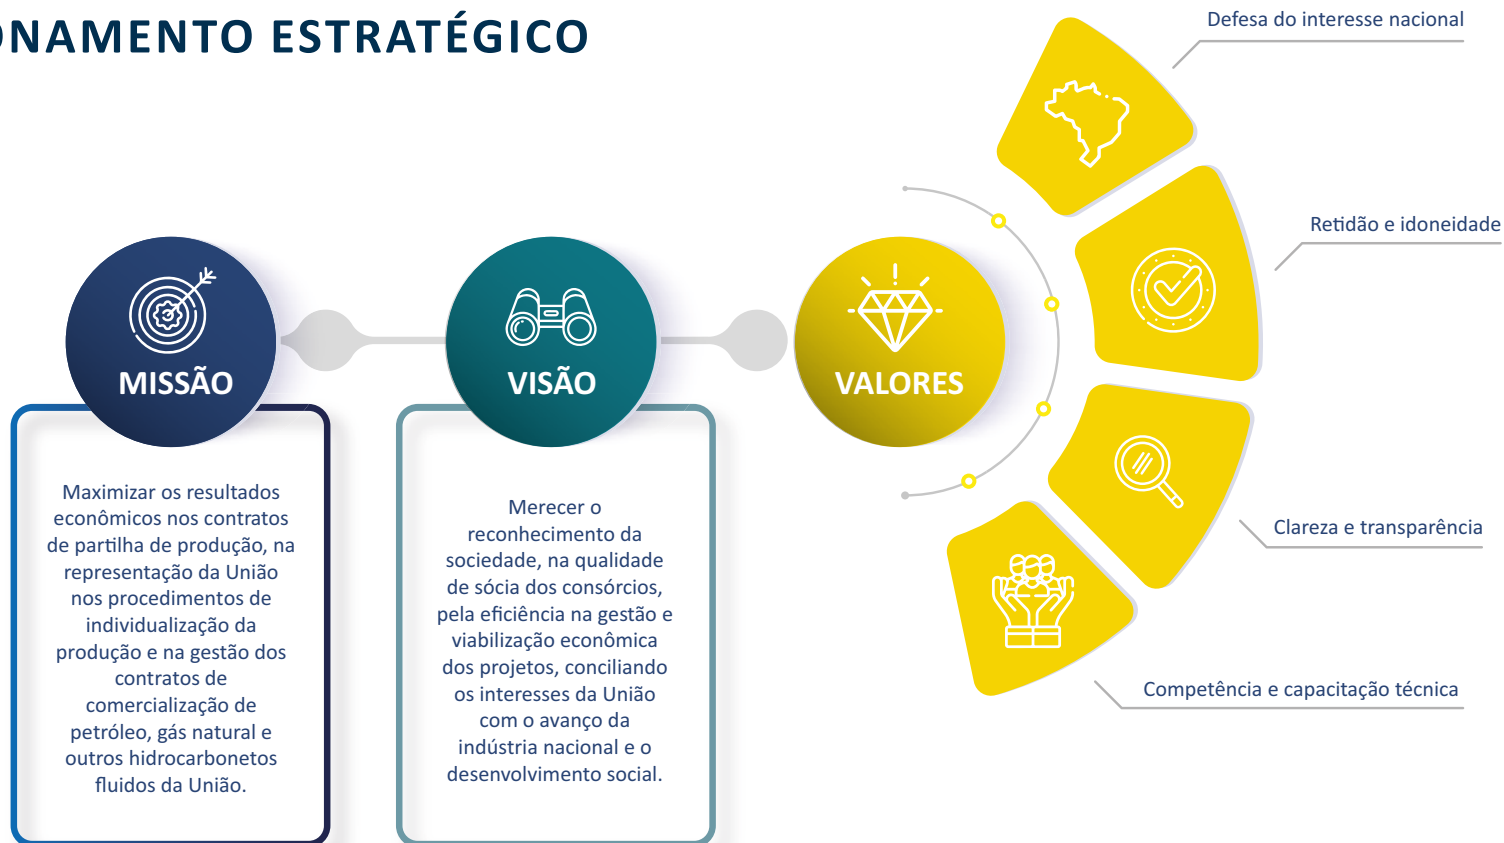 ONAMENTO ESTRATÉGICO
MISSÃO
Maximizar os resultados
econômicos nos contratos
de partilha de produção, na
representação da União
nos procedimentos de
individualização da
produção e na gestão dos
contratos de
comercialização de
petróleo, gás natural e
outros hidrocarbonetos
fluidos da União.
VISÃO
Merecer o
reconhecimento da
sociedade, na qualidade
de sócia dos consórcios,
pela eficiência na gestão e
viabilização econômica
dos projetos, conciliando
os interesses da União
com o avanço da
indústria nacional e o
desenvolvimento social.
VALORES
Defesa do interesse nacional
Retidão e idoneidade
Clareza e transparência
Competência e capacitação técnica